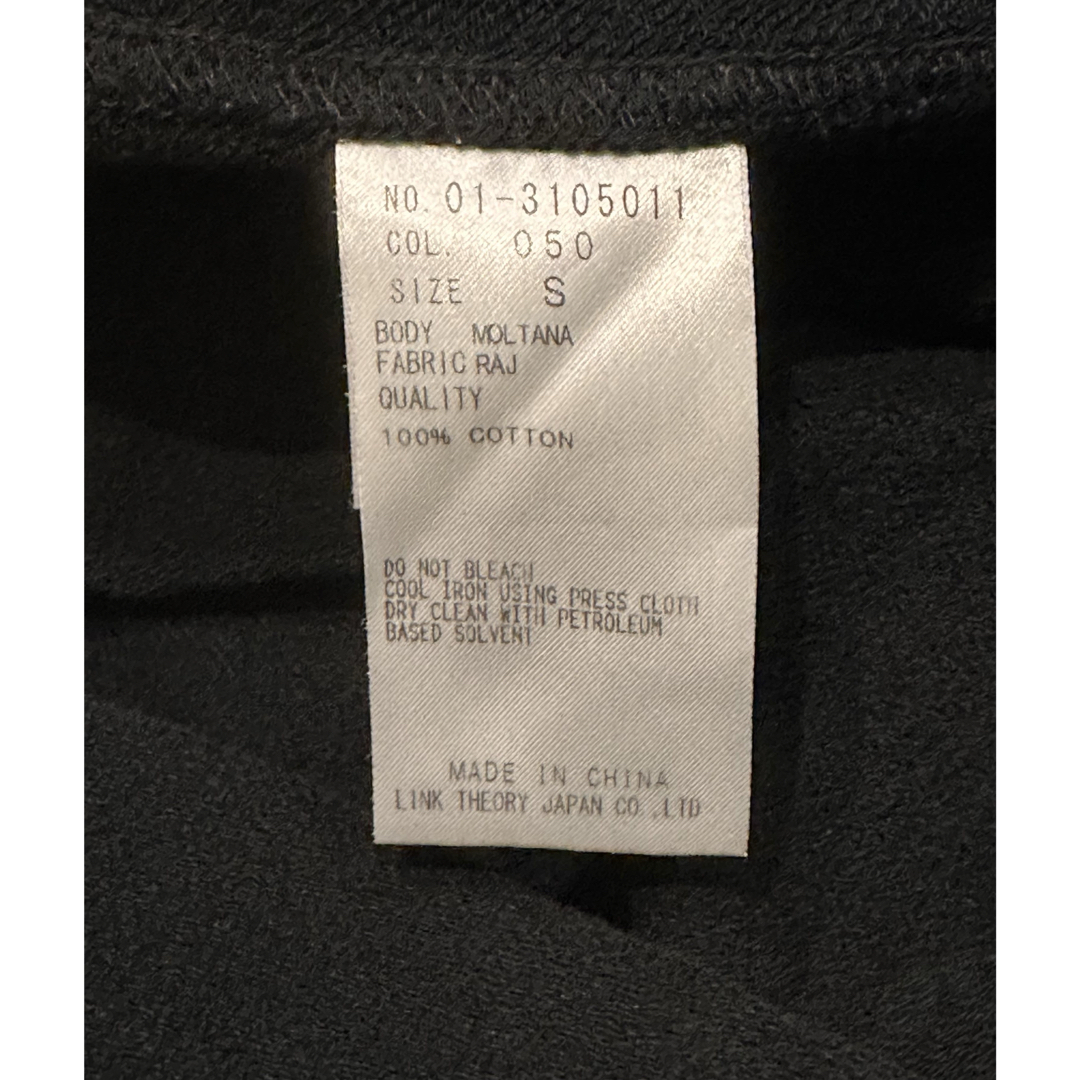 NO. 01-3105011
COL. 050
SIZE S
BODY MOLTANA
FABRIC RAJ
QUALITY
100% COTTON
DO NOT BLEACH
COOL IRON USING PRESS CLOTH
DRY CLEAN WITH PETROLEUM
BASED SOLVENT
MADE IN CHINA
LINK THEORY JAPAN CO.,LTD